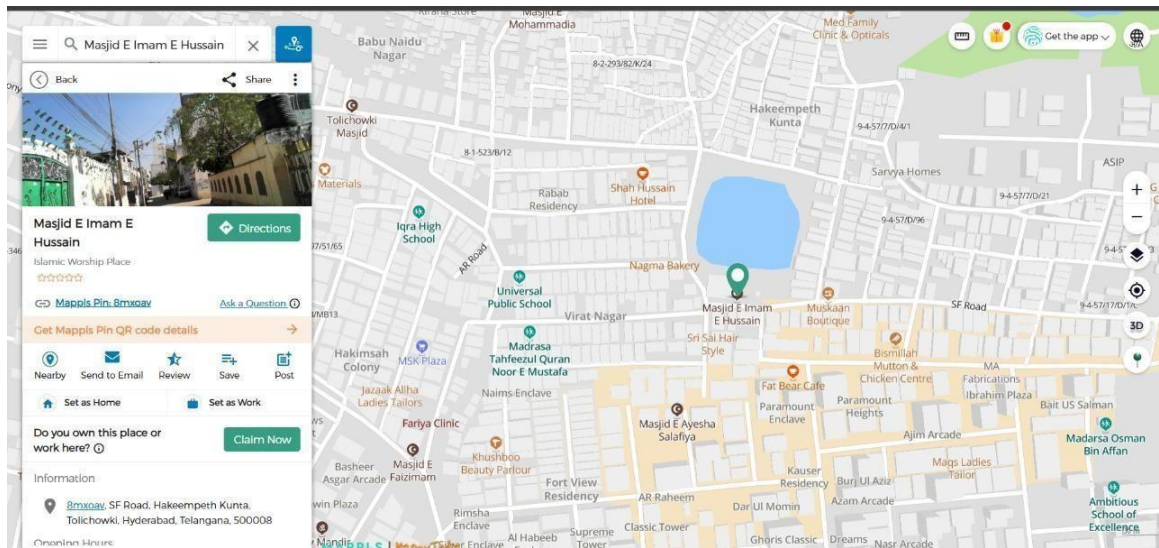 Masjid E Imam E Hussain
Get the app
Back
Share
Masjid E Imam E
Hussain
Directions
Islamic Worship Place
Mappls Pin: 8mxoav
Ask a Question
Get Mappls Pin QR code details
Nearby
Send to Email
Review
Save
Post
Set as Home
Set as Work
Do you own this place or
work here?
Claim Now
Information
8mxoav, SF Road, Hakeempeth Kunta,
Tolichowki, Hyderabad, Telangana, 500008
Opening Hours
Mohammadia
Med Family
Clinic & Opticals
Babu Naidu
Nagar
8-2-293/82/K/24
Tolichowki
Masjid
Hakeempeth
Kunta
9-4-57/7/D/4/1
8-1-523/B/12
ASIP
Materials
Rabab
Residency
Shah Hussain
Hotel
Sarvya Homes
9-4-57/7/D/21
Iqra High
School
9-4-57/D/96
AR Road
Nagma Bakery
Universal
Public School
Virat Nagar
Masjid E Imam
E Hussain
Muskaan
Boutique
SF Road
3D
Sri Sai Hair
Style
Hakimsah
Colony
MSK Plaza
Madrasa
Tahfeezul Quran
Noor E Mustafa
Bismillah
Mutton &
Chicken Centre
MA
Fabrications
Jazaak Allha
Ladies Tailors
Naims Enclave
Fat Bear Cafe
Ibrahim Plaza
Paramount
Enclave
Paramount
Heights
Bait US Salman
Fariya Clinic
Masjid E Ayesha
Salafiya
Ajim Arcade
Madarsa Osman
Bin Affan
Khushboo
Beauty Parlour
Basheer
Asgar Arcade
Masjid E
Faizimam
Kauser
Residency
Burj Ul Aziz
Maqs Ladies
Tailor
Fort View
Residency
AR Raheem
Azam Arcade
Dar Ul Momin
Ambitious
School of
Excellence
Rimsha
Enclave
Classic Tower
Al Habeeb
Supreme
Tower
Ghoris Classic
Dreams
Nasr Arcade